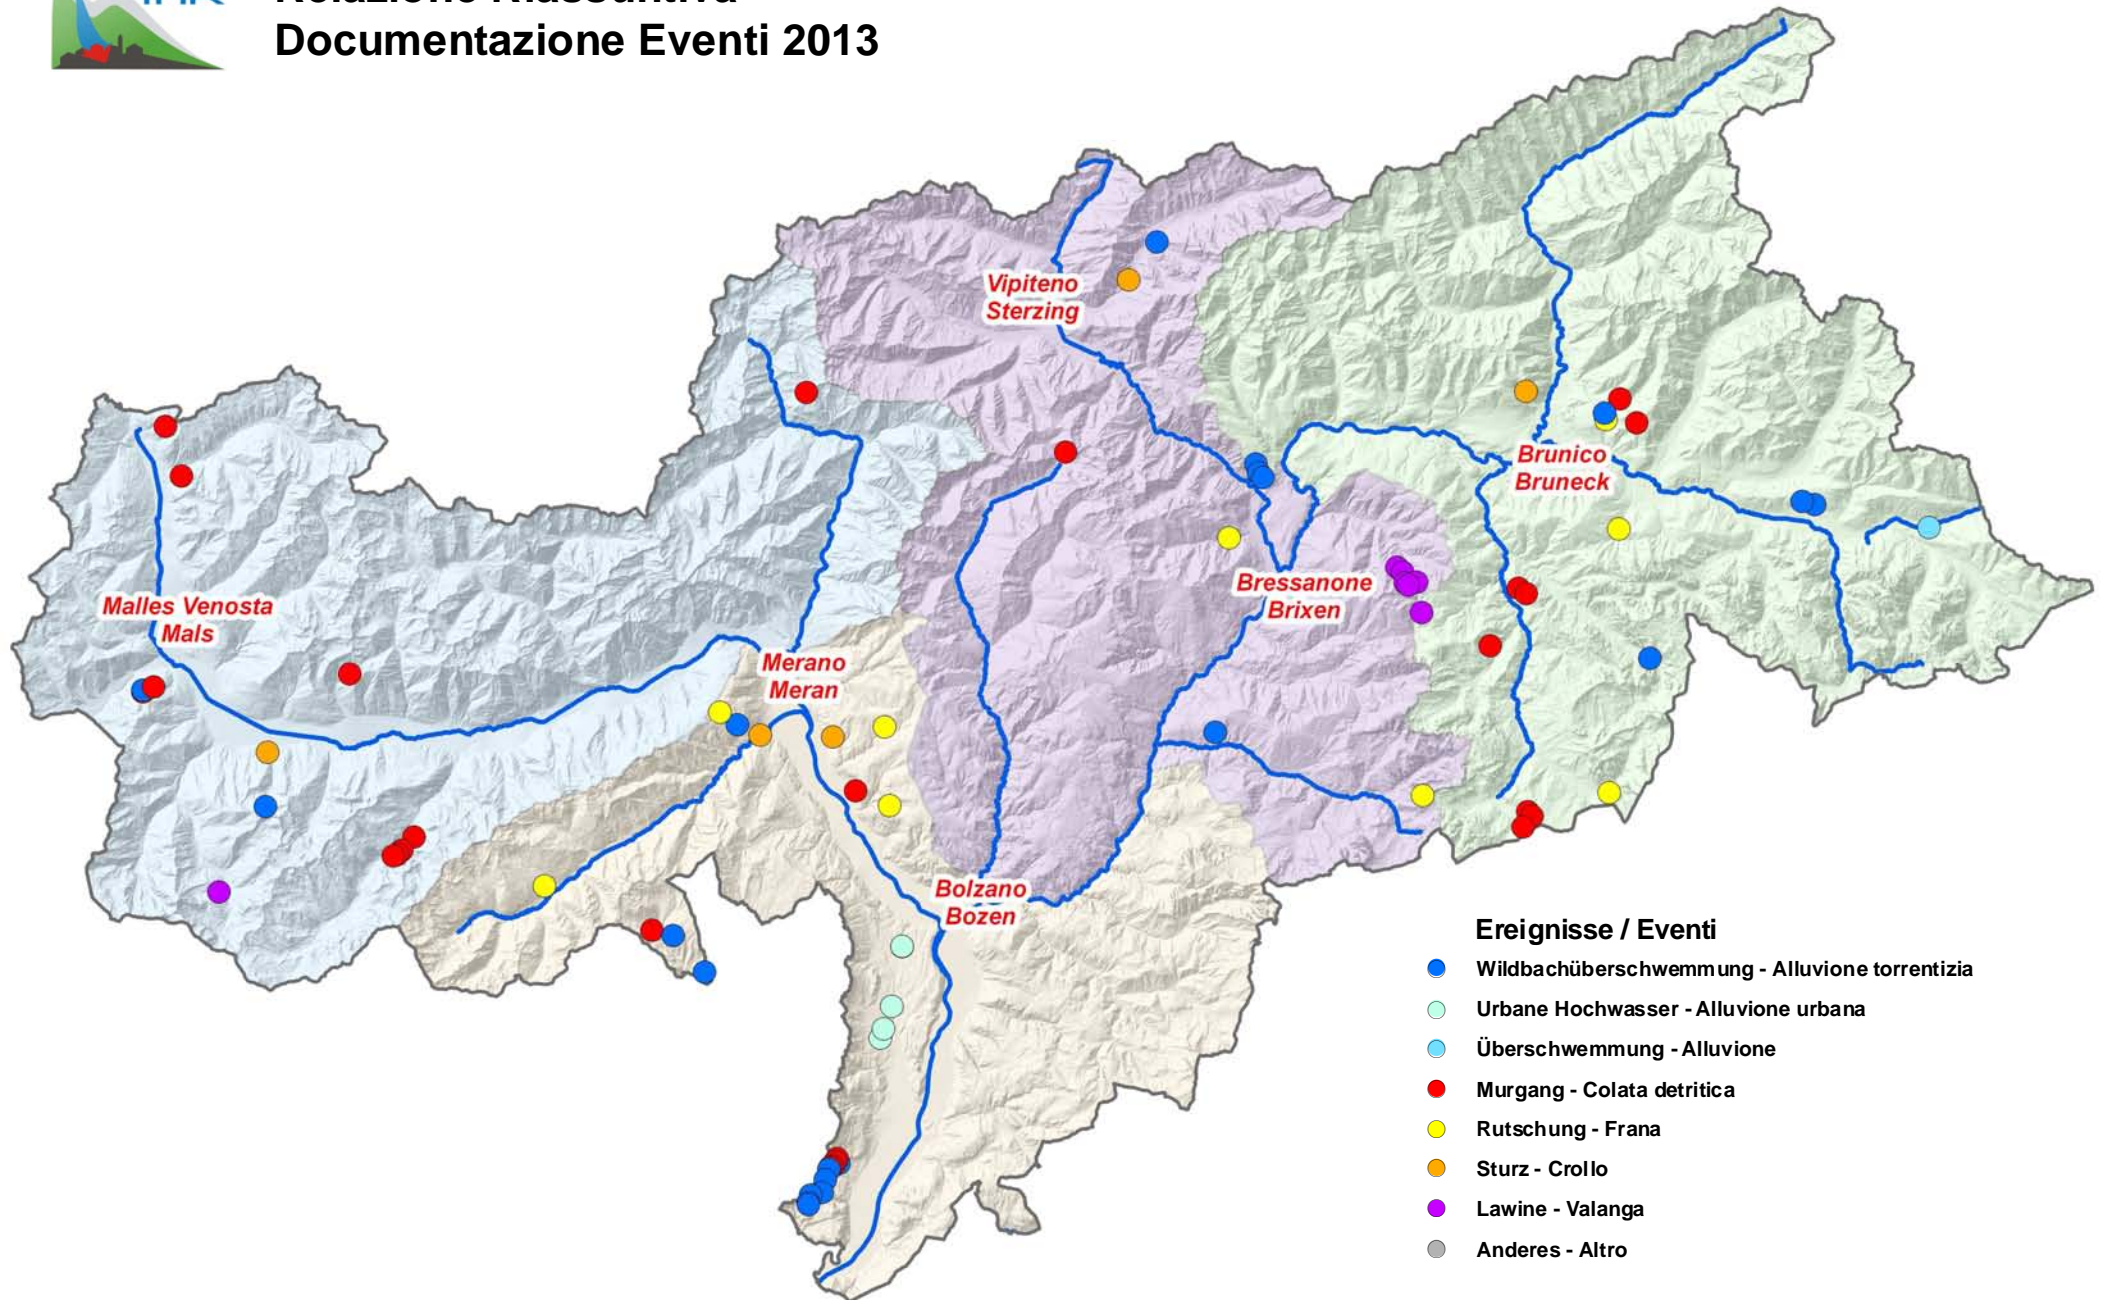 Relazione Riassuntiva
Documentazione Eventi 2013
Vipiteno
Sterzing
Brunico
Bruneck
Malles Venosta
Mals
Bressanone
Brixen
Merano
Meran
Bolzano
Bozen
Ereignisse / Eventi
Wildbachüberschwemmung - Alluvione torrentizia
Urbane Hochwasser - Alluvione urbana
Überschwemmung - Alluvione
Murgang - Colata detritica
Rutschung - Frana
Sturz - Crollo
Lawine - Valanga
Anderes - Altro